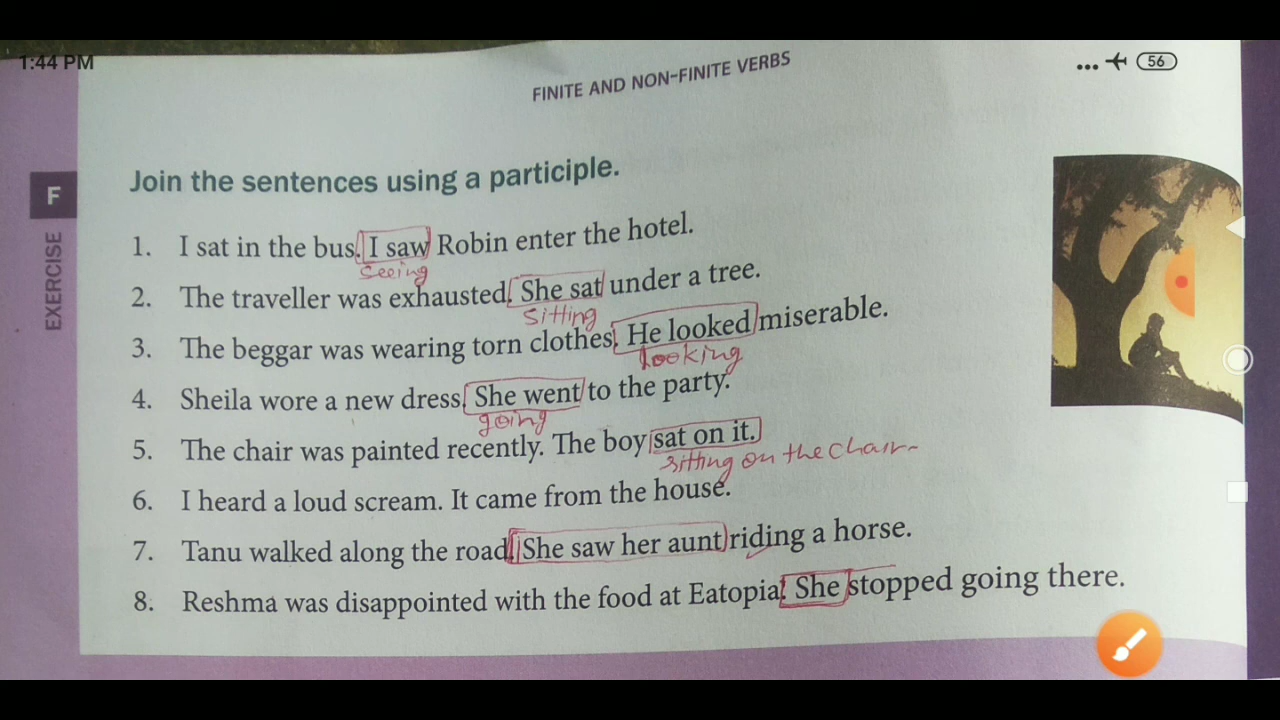 1:44 PM
56
FINITE AND NON-FINITE VERBS
F
EXERCISE
Join the sentences using a participle.
1. I sat in the bus. I saw Robin enter the hotel.
seeing
2. The traveller was exhausted. She sat under a tree.
sitting
3. The beggar was wearing torn clothes. He looked miserable.
looking
4. Sheila wore a new dress. She went to the party.
going
5. The chair was painted recently. The boy sat on it.
sitting on the chair-
6. I heard a loud scream. It came from the house.
7. Tanu walked along the road. She saw her aunt riding a horse.
8. Reshma was disappointed with the food at Eatopia. She stopped going there.